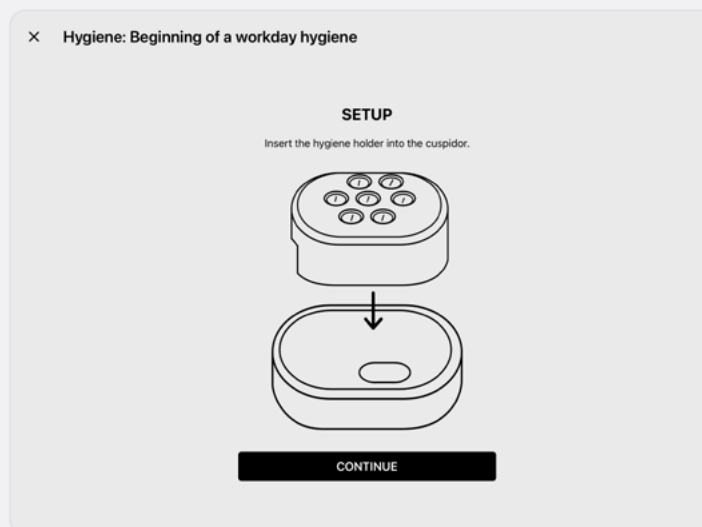 Hygiene: Beginning of a workday hygiene
SETUP
Insert the hygiene holder into the cuspidor.
CONTINUE